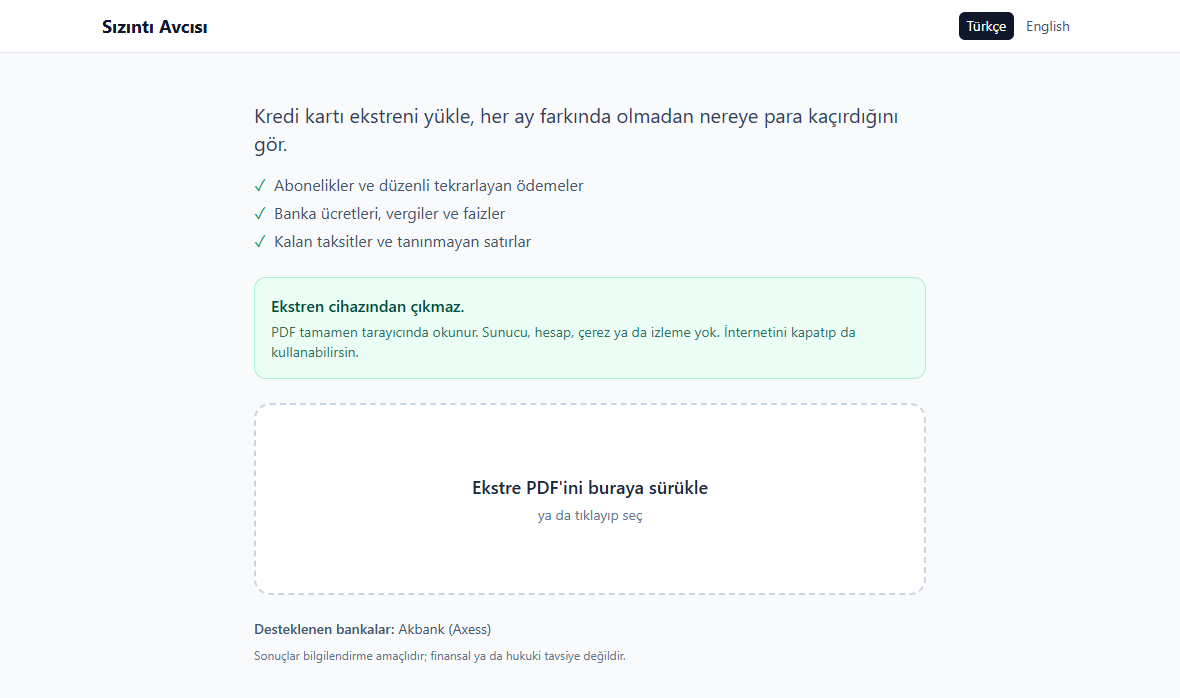 Sızıntı Avcısı
Türkçe
English
Kredi kartı ekstreni yükle, her ay farkında olmadan nereye para kaçırdığını
gör.
✓ Abonelikler ve düzenli tekrarlayan ödemeler
✓ Banka ücretleri, vergiler ve faizler
✓ Kalan taksitler ve tanınmayan satırlar
Ekstren cihazından çıkmaz.
PDF tamamen tarayıcında okunur. Sunucu, hesap, çerez ya da izleme yok. İnternetini kapatıp da
kullanabilirsin.
Ekstre PDF'ini buraya sürükle
ya da tıklayıp seç
Desteklenen bankalar: Akbank (Axess)
Sonuçlar bilgilendirme amaçlıdır; finansal ya da hukuki tavsiye değildir.